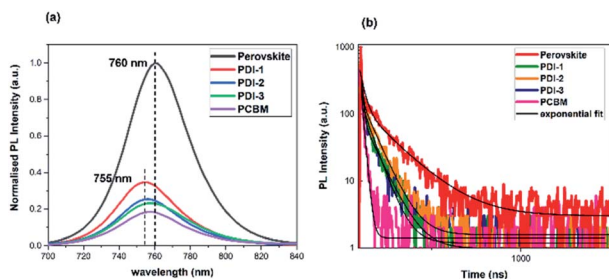 (a)
Normalised PL Intensity (a.u.)
1.0
0.8
0.6
0.4
0.2
0.0
760 nm
755 nm
Perovskite
PDI-1
PDI-2
PDI-3
PCBM
700
720
740
760
780
800
820
840
wavelength (nm)
(b)
PL Intensity (a.u.)
1000
100
10
1
Perovskite
PDI-1
PDI-2
PDI-3
PCBM
exponential fit
1000
Time (ns)